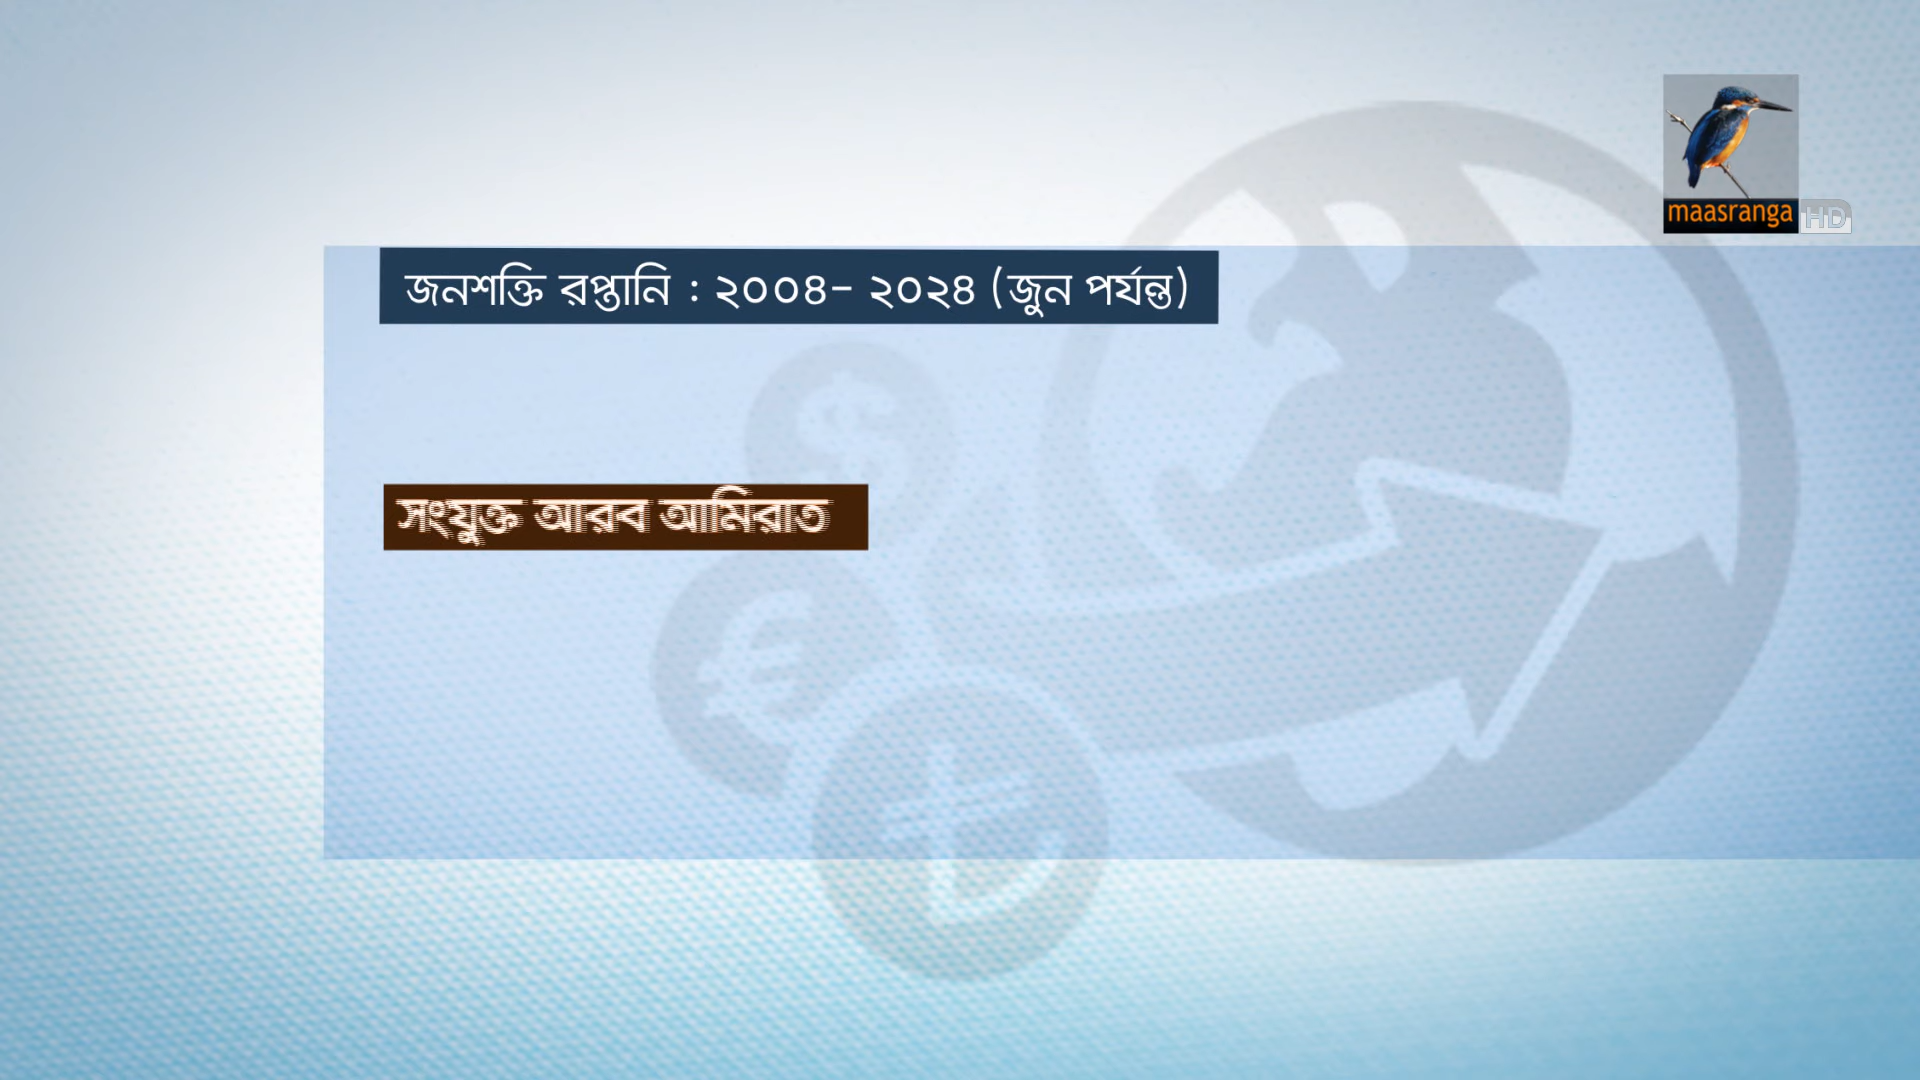 maasranga HD
জনশক্তি রপ্তানি : ২০০৪- ২০২৪ (জুন পর্যন্ত)
সংযুক্ত আরব আমিরাত